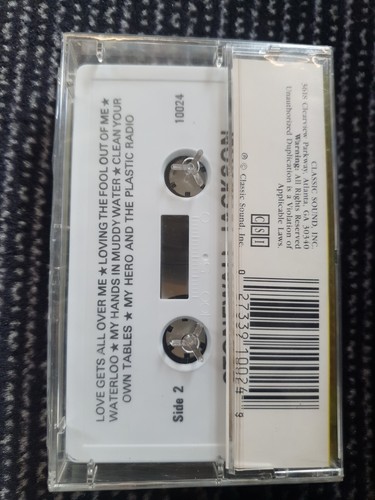 LOVE GETS ALL OVER ME ★ LOVING THE FOOL OUT OF ME ★
WATERLOO ★ MY HANDS IN MUDDY WATER ★ CLEAN YOUR
OWN TABLES ★ MY HERO AND THE PLASTIC RADIO
10024
Side 2
STONEWALL JACKSON
CLASSIC SOUND, INC.
Clearview Parkway, Atlanta, GA 30340
Warning: All Rights Reserved
Unauthorized Duplication is a Violation of
Applicable Laws.
CSI
℗ © Classic Sound, Inc.
0 27339 10024 9